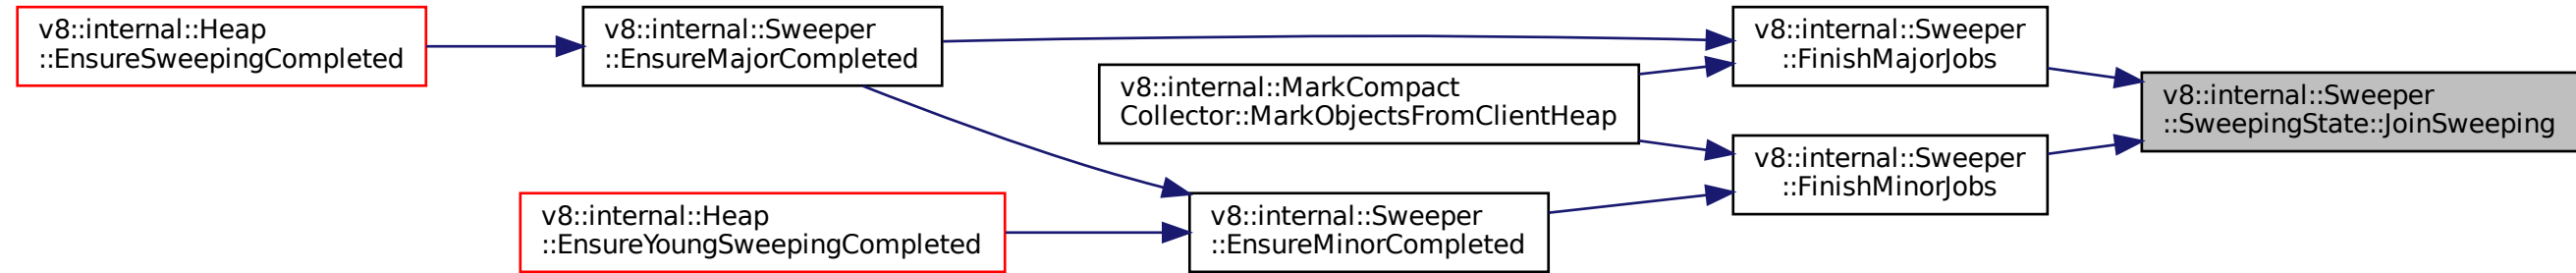 v8::internal::Heap
::EnsureSweepingCompleted
v8::internal::Sweeper
::EnsureMajorCompleted
v8::internal::MarkCompact
Collector::MarkObjectsFromClientHeap
v8::internal::Sweeper
::FinishMajorJobs
v8::internal::Sweeper
::SweepingState::JoinSweeping
v8::internal::Sweeper
::FinishMinorJobs
v8::internal::Heap
::EnsureYoungSweepingCompleted
v8::internal::Sweeper
::EnsureMinorCompleted